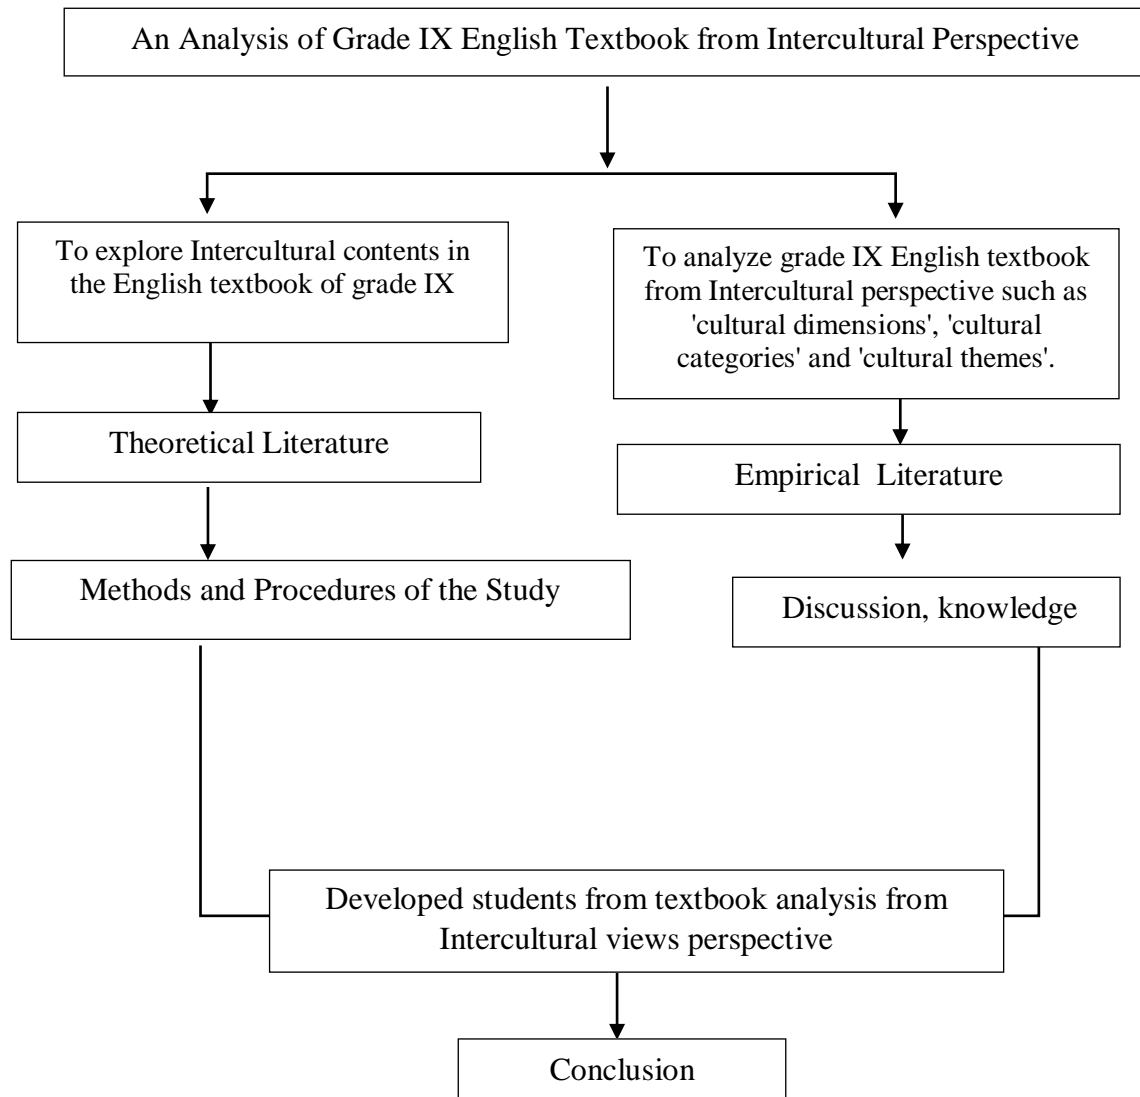 An Analysis of Grade IX English Textbook from Intercultural Perspective
To explore Intercultural contents in
the English textbook of grade IX
To analyze grade IX English textbook
from Intercultural perspective such as
'cultural dimensions', 'cultural
categories' and 'cultural themes'.
Theoretical Literature
Empirical Literature
Methods and Procedures of the Study
Discussion, knowledge
Developed students from textbook analysis from
Intercultural views perspective
Conclusion